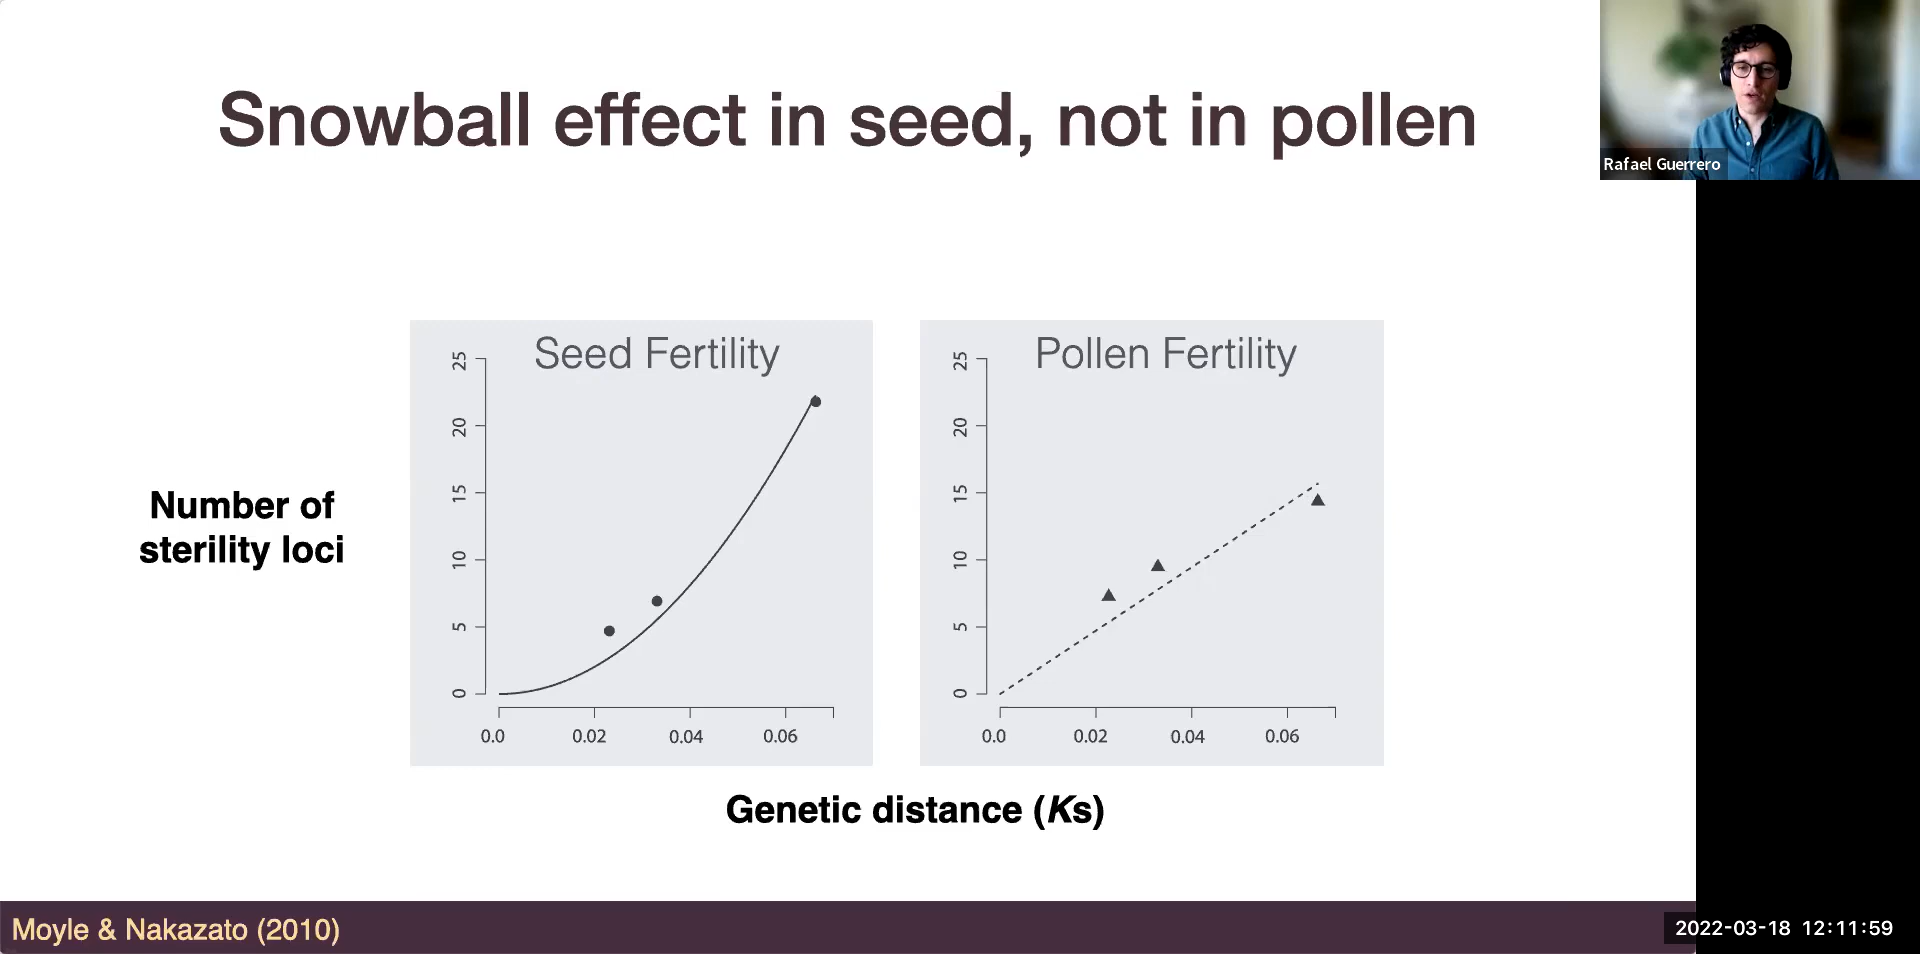 Snowball effect in seed, not in pollen
Rafael Guerrero
Number of
sterility loci
Seed Fertility
25
20
15
10
5
0
0.0 0.02 0.04 0.06
Pollen Fertility
25
20
15
10
5
0
0.0 0.02 0.04 0.06
Genetic distance (Ks)
Moyle & Nakazato (2010)
2022-03-18 12:11:59